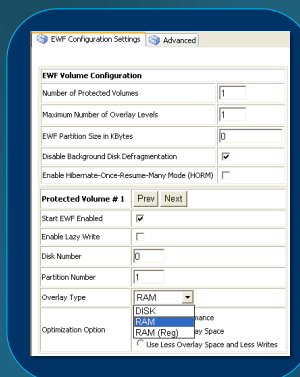 EWF Configuration Settings Advanced
EWF Volume Configuration
Number of Protected Volumes 1
Maximum Number of Overlay Levels 1
EWF Partition Size in KBytes 0
Disable Background Disk Defragmentation
Enable Hibernate-Once-Resume-Many Mode (HORM)
Protected Volume # 1 Prev Next
Start EWF Enabled
Enable Lazy Write
Disk Number 0
Partition Number 1
Overlay Type RAM
DISK
RAM
RAM (Reg)
Optimization Option
Space
Use Less Overlay Space and Less Writes